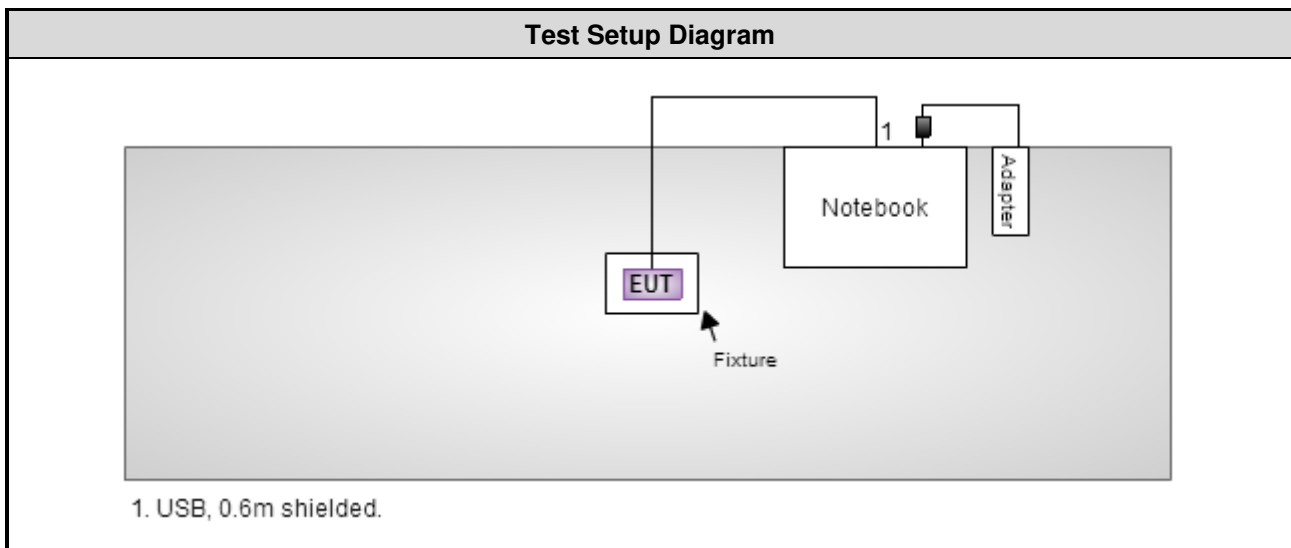 Test Setup Diagram
1
Notebook
Adapter
EUT
Fixture
1. USB, 0.6m shielded.